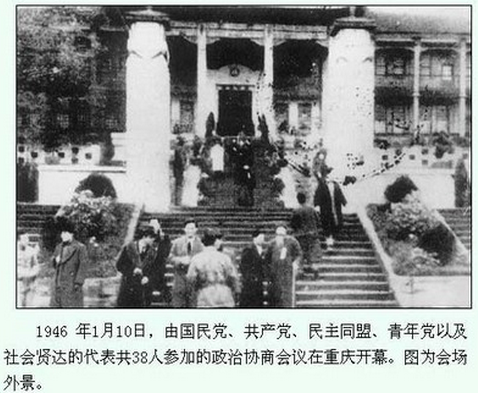 1946 年1月10日，由国民党、共产党、民主同盟、青年党以及
社会贤达的代表共38人参加的政治协商会议在重庆开幕。图为会场
外景。